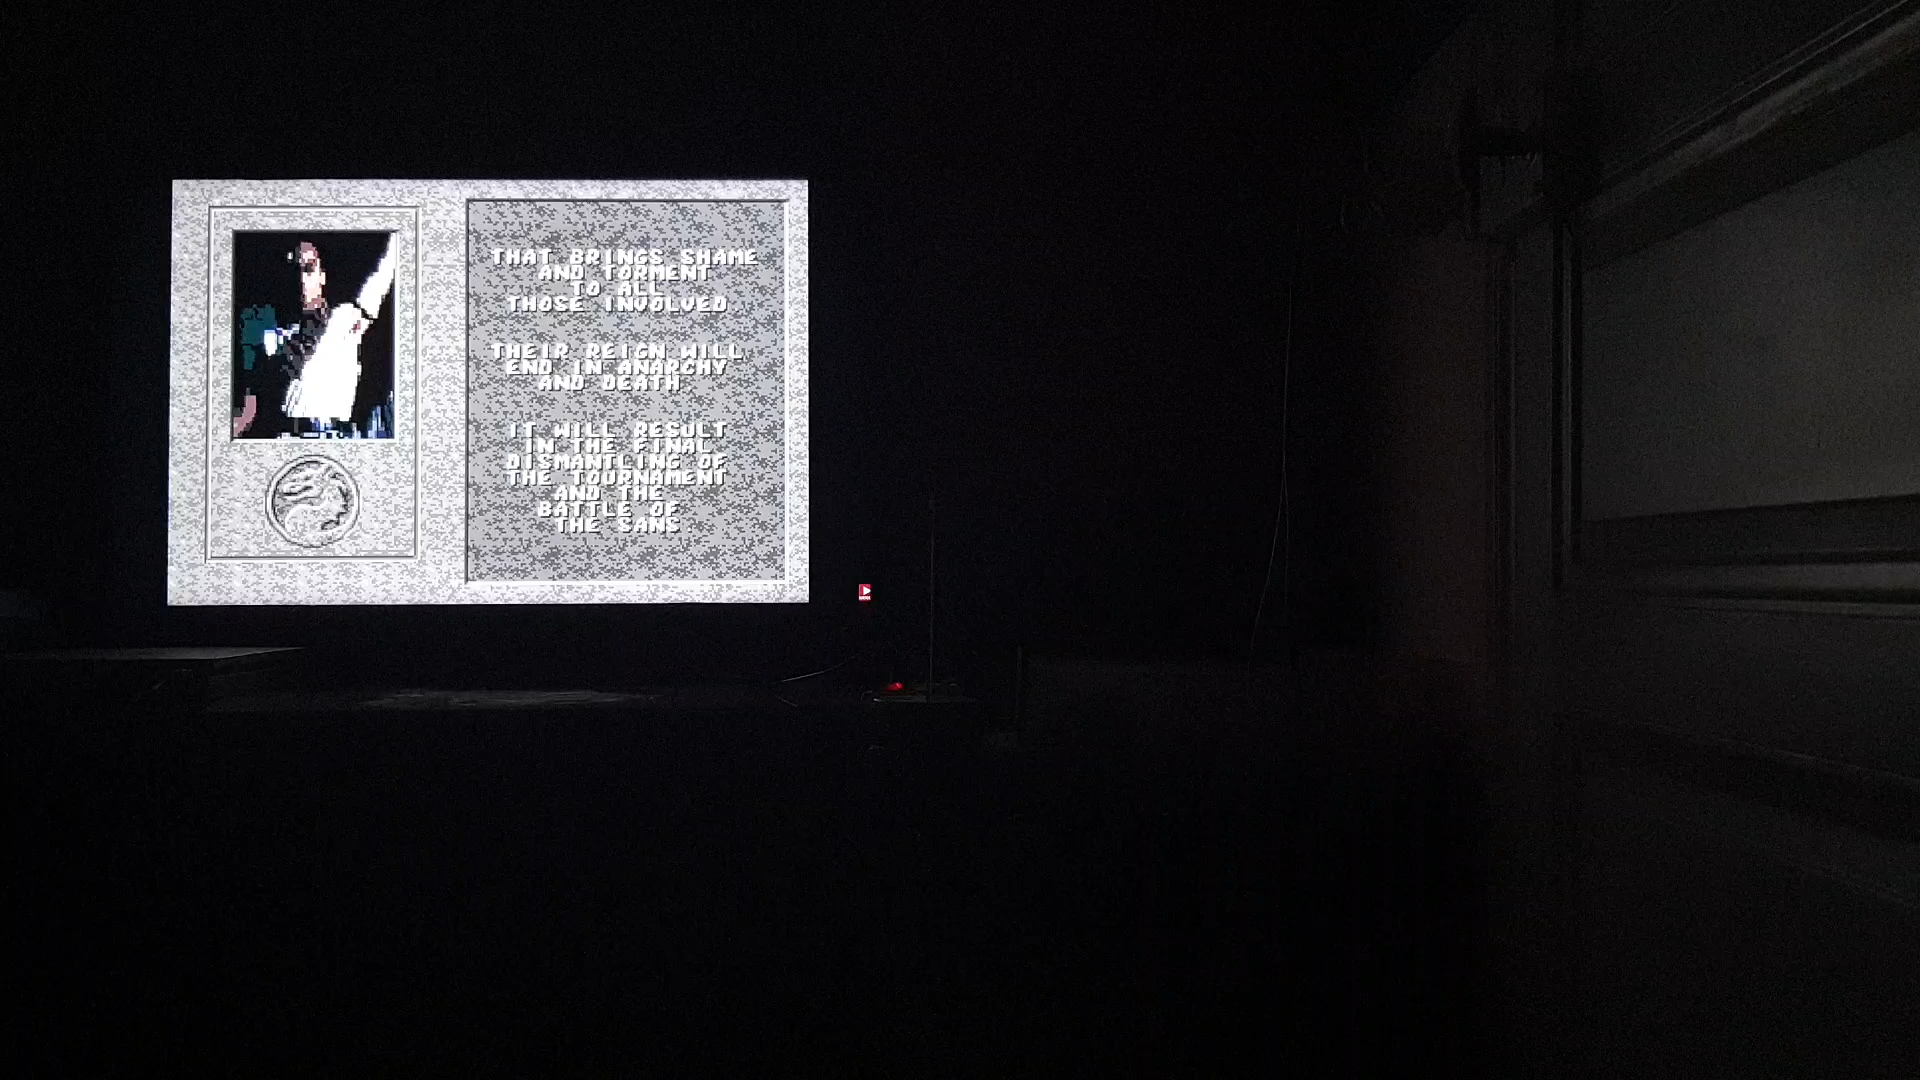 THAT BRINGS SHAME
AND TORMENT
TO ALL
THOSE INVOLVED
THEIR REIGN WILL
END IN ANARCHY
AND DEATH
IT WILL RESULT
IN THE FINAL
DISMANTLING OF
THE TOURNAMENT
AND THE
BATTLE OF
THE SANS